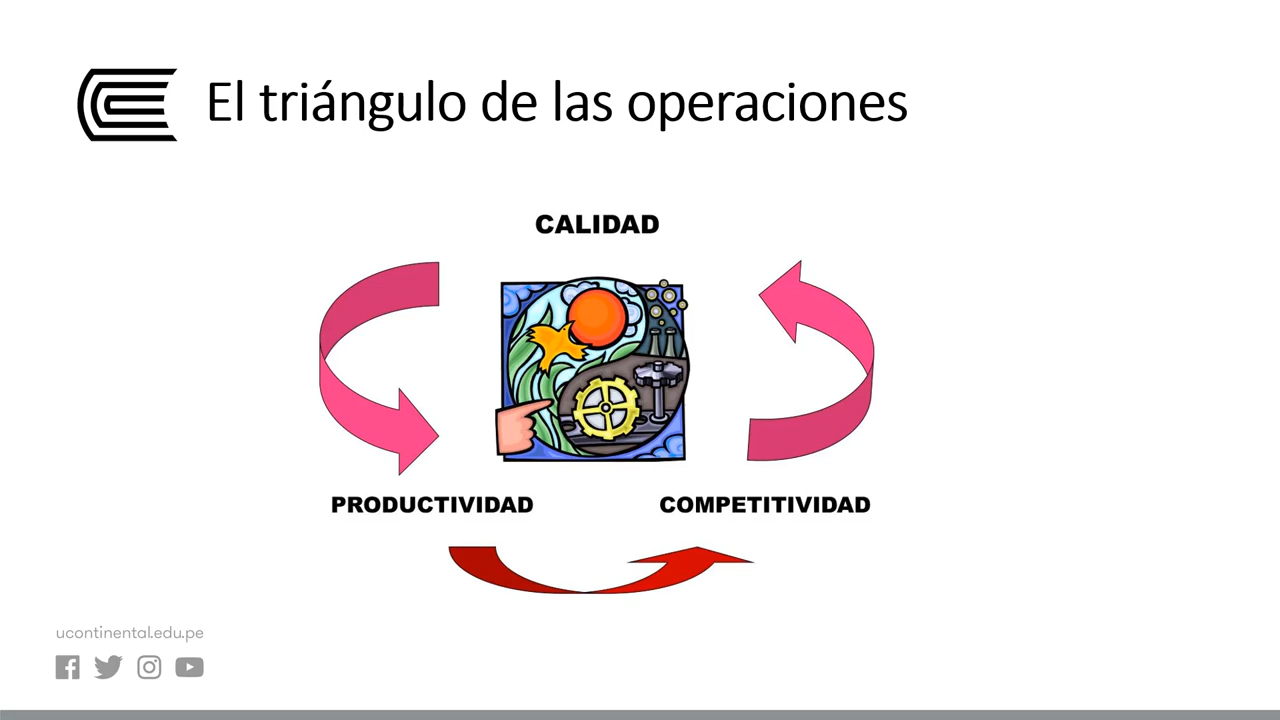 El triángulo de las operaciones
CALIDAD
PRODUCTIVIDAD
COMPETITIVIDAD
ucontinental.edu.pe